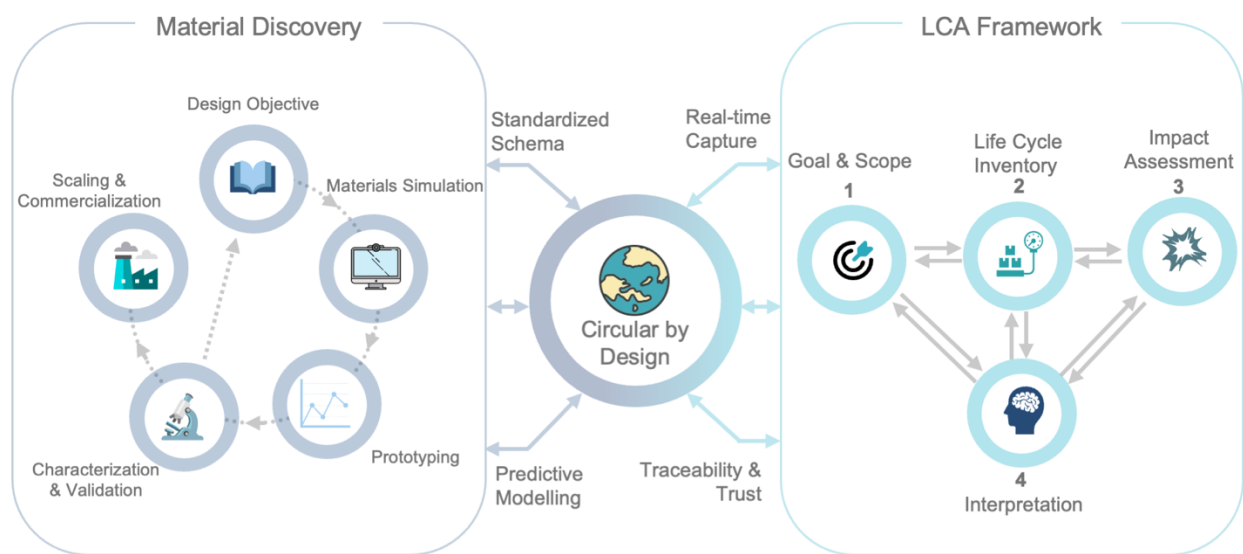 Material Discovery
Design Objective
Materials Simulation
Scaling &
Commercialization
Prototyping
Characterization
& Validation
Standardized
Schema
Real-time
Capture
Circular by
Design
Predictive
Modelling
Traceability &
Trust
LCA Framework
Goal & Scope
1
Life Cycle
Inventory
2
Impact
Assessment
3
4
Interpretation